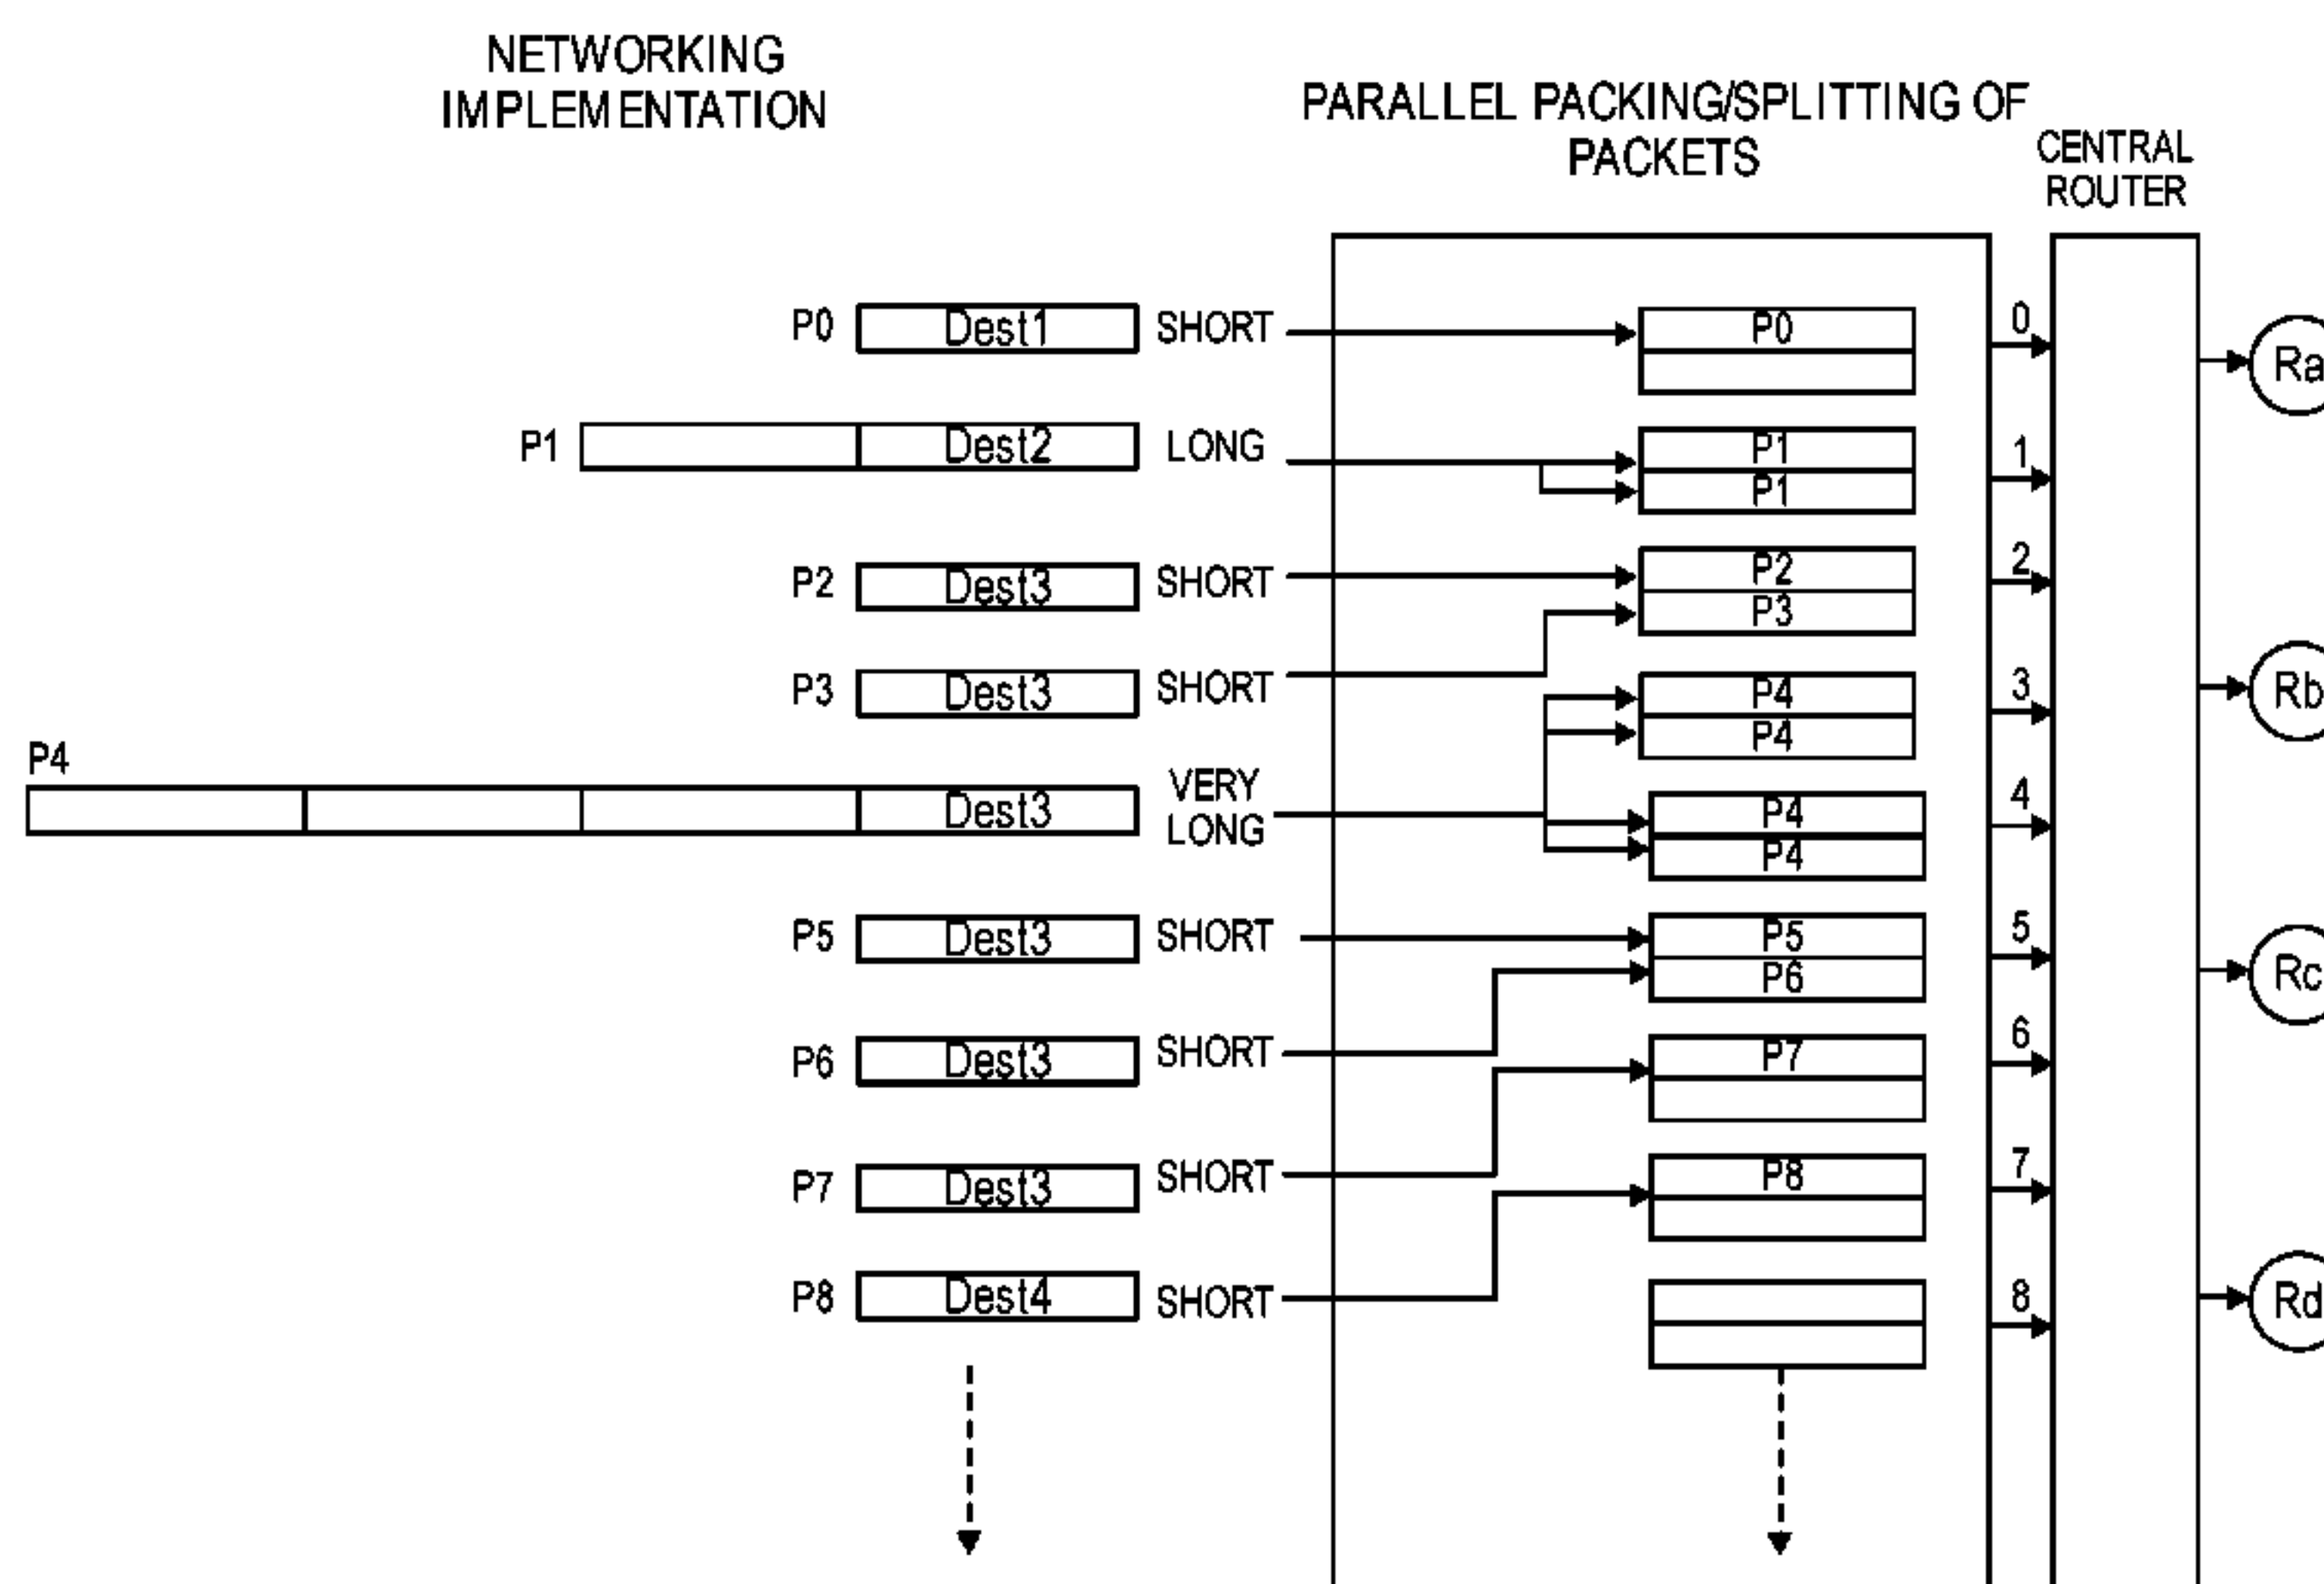 NETWORKING
IMPLEMENTATION
PARALLEL PACKING/SPLITTING OF
PACKETS
CENTRAL
ROUTER
P0 Dest1 SHORT P0 0
Ra
P1 Dest2 LONG P1 1
P1
P2 Dest3 SHORT P2 2
P3
P3 Dest3 SHORT P4 3
Rb
P4
P4
Dest3 VERY
LONG
P4 4
P4
P5 Dest3 SHORT P5 5
P6
Rc
P6 Dest3 SHORT P7 6
P7 Dest3 SHORT P8 7
P8 Dest4 SHORT 8
Rd